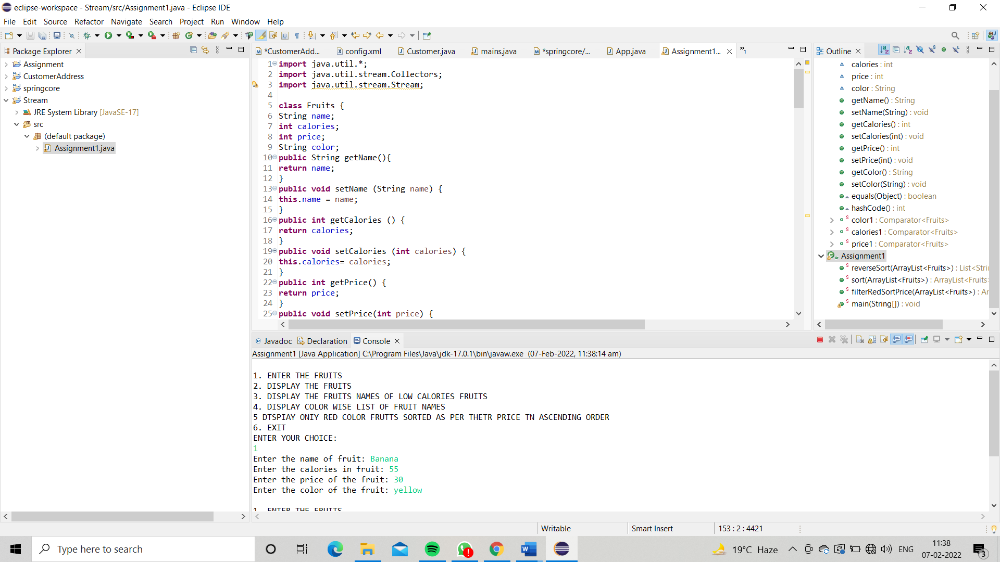 eclipse-workspace - Stream/src/Assignment1.java - Eclipse IDE
File Edit Source Refactor Navigate Search Project Run Window Help
Package Explorer
Assignment
CustomerAddress
springcore
Stream
JRE System Library [JavaSE-17]
src
(default package)
Assignment1.java
*CustomerAdd... config.xml Customer.java mains.java *springcore/... App.java Assignment1... »1
1 import java.util.*;
2 import java.util.stream.Collectors;
3 import java.util.stream.Stream;
4
5 class Fruits {
6 String name;
7 int calories;
8 int price;
9 String color;
10 public String getName(){
11 return name;
12 }
13 public void setName (String name) {
14 this.name = name;
15 }
16 public int getCalories () {
17 return calories;
18 }
19 public void setCalories (int calories) {
20 this.calories= calories;
21 }
22 public int getPrice() {
23 return price;
24 }
25 public void setPrice(int price) {
Outline
calories : int
price : int
color : String
getName() : String
setName(String) : void
getCalories() : int
setCalories(int) : void
getPrice() : int
setPrice(int) : void
getColor() : String
setColor(String) : void
equals(Object) : boolean
hashCode() : int
color1 : Comparator<Fruits>
calories1 : Comparator<Fruits>
price1 : Comparator<Fruits>
Assignment1
reverseSort(ArrayList<Fruits>) : List<Stri
sort(ArrayList<Fruits>) : ArrayList<Fruits
filterRedSortPrice(ArrayList<Fruits>) : Ar
main(String[]) : void
@ Javadoc Declaration Console
Assignment1 [Java Application] C:\Program Files\Java\jdk-17.0.1\bin\javaw.exe (07-Feb-2022, 11:38:14 am)
1. ENTER THE FRUITS
2. DISPLAY THE FRUITS
3. DISPLAY THE FRUITS NAMES OF LOW CALORIES FRUITS
4. DISPLAY COLOR WISE LIST OF FRUIT NAMES
5 DTSPIAY ONIY RED COLOR FRUTTS SORTED AS PER THETR PRICE TN ASCENDING ORDER
6. EXIT
ENTER YOUR CHOICE:
1
Enter the name of fruit: Banana
Enter the calories in fruit: 55
Enter the price of the fruit: 30
Enter the color of the fruit: yellow
1. ENTER THE FRUITS
Writable Smart Insert 153 : 2 : 4421
Type here to search
19°C Haze ENG
11:38
07-02-2022
3